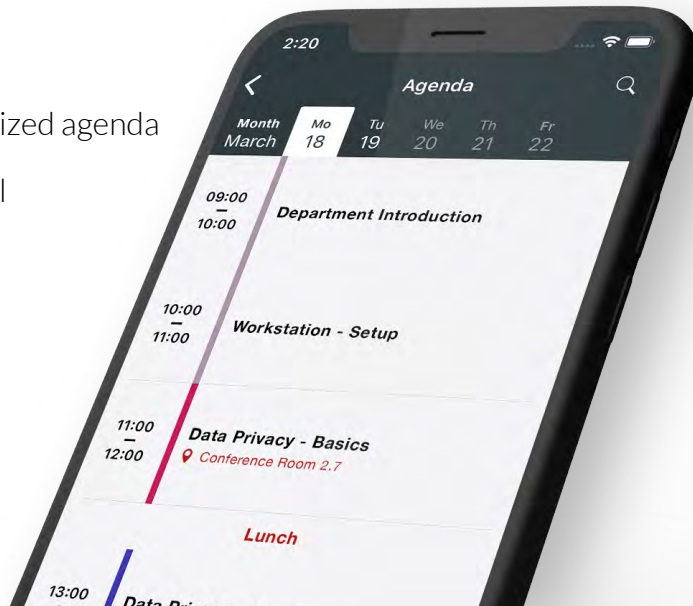 2:20
Agenda
agenda
Month Mo Tu We Th Fr
March 18 19 20 21 22
09:00
–
10:00
Department Introduction
10:00
–
11:00
Workstation - Setup
11:00
–
12:00
Data Privacy - Basics
Conference Room 2.7
Lunch
13:00
Data